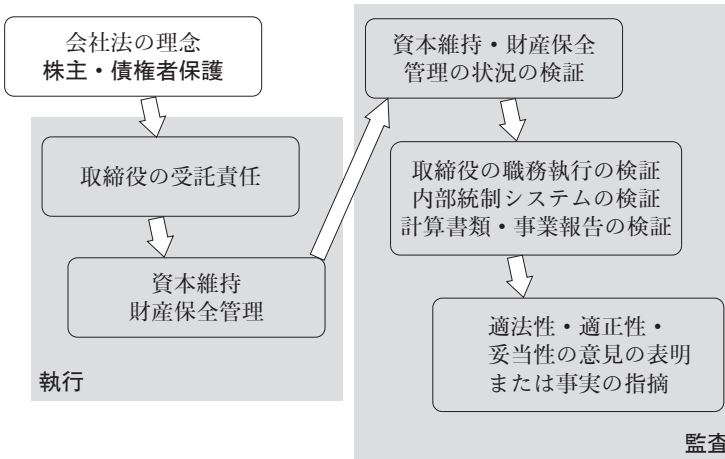 会社法の理念
株主・債権者保護
取締役の受託責任
資本維持
財産保全管理
執行
資本維持・財産保全
管理の状況の検証
取締役の職務執行の検証
内部統制システムの検証
計算書類・事業報告の検証
適法性・適正性・
妥当性の意見の表明
または事実の指摘
監査